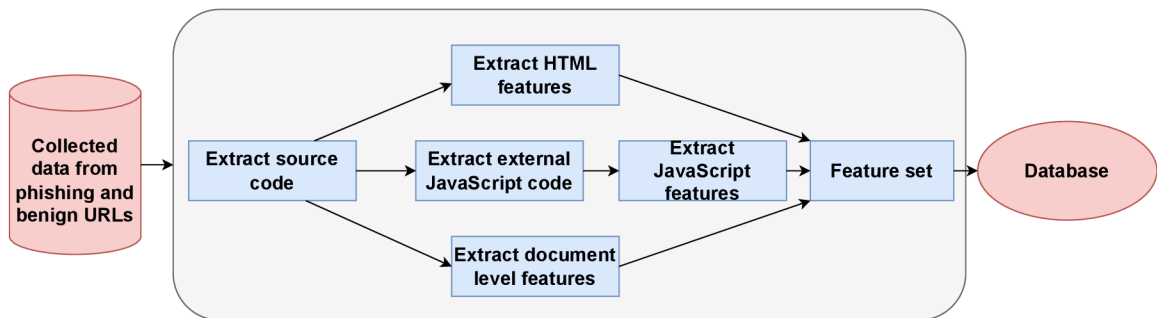 Collected
data from
phishing and
benign URLs
Extract source
code
Extract HTML
features
Extract external
JavaScript code
Extract
JavaScript
features
Extract document
level features
Feature set
Database